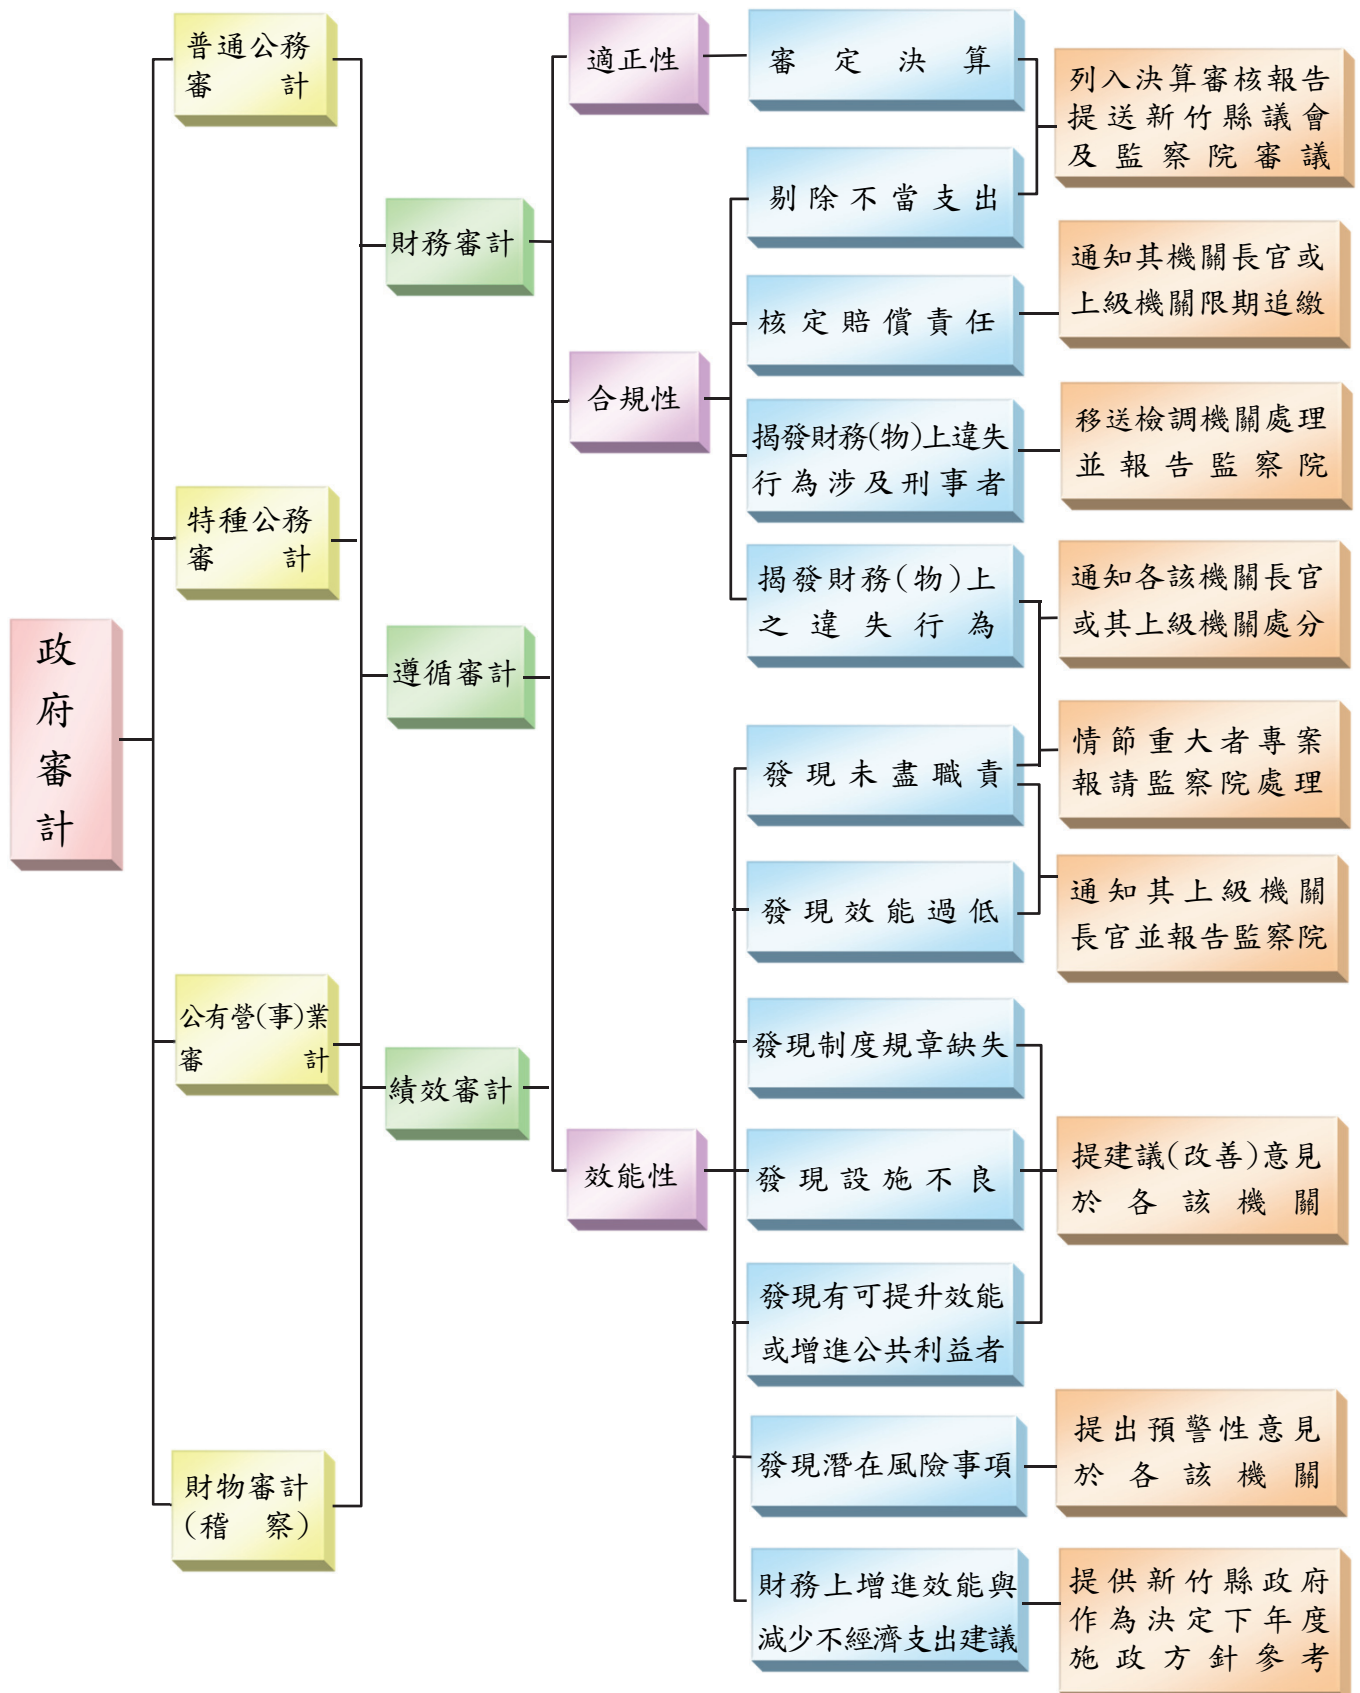 政府審計
普通公務
審計
特種公務
審計
公有營(事)業
審計
財物審計
(稽察)
財務審計
遵循審計
績效審計
適正性
合規性
效能性
審定決算
剔除不當支出
核定賠償責任
揭發財務(物)上違失
行為涉及刑事者
揭發財務(物)上
之違失行為
發現未盡職責
發現效能過低
發現制度規章缺失
發現設施不良
發現有可提升效能
或增進公共利益者
發現潛在風險事項
財務上增進效能與
減少不經濟支出建議
列入決算審核報告
提送新竹縣議會
及監察院審議
通知其機關長官或
上級機關限期追繳
移送檢調機關處理
並報告監察院
通知各該機關長官
或其上級機關處分
情節重大者專案
報請監察院處理
通知其上級機關
長官並報告監察院
提建議(改善)意見
於各該機關
提出預警性意見
於各該機關
提供新竹縣政府
作為決定下年度
施政方針參考